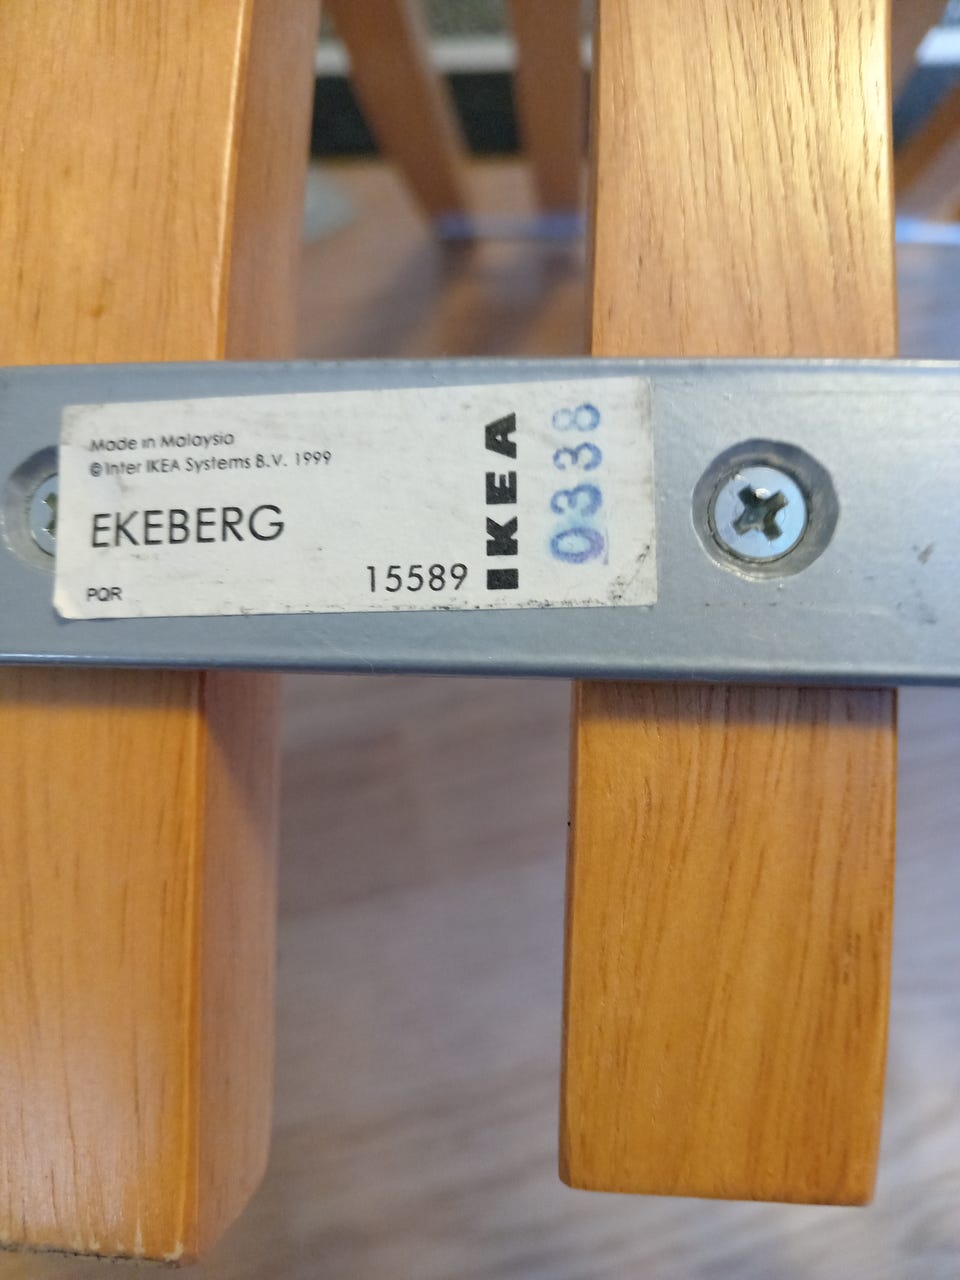 Made in Malaysia
© Inter IKEA Systems B.V. 1999
EKEBERG
PQR
15589
IKEA
0338